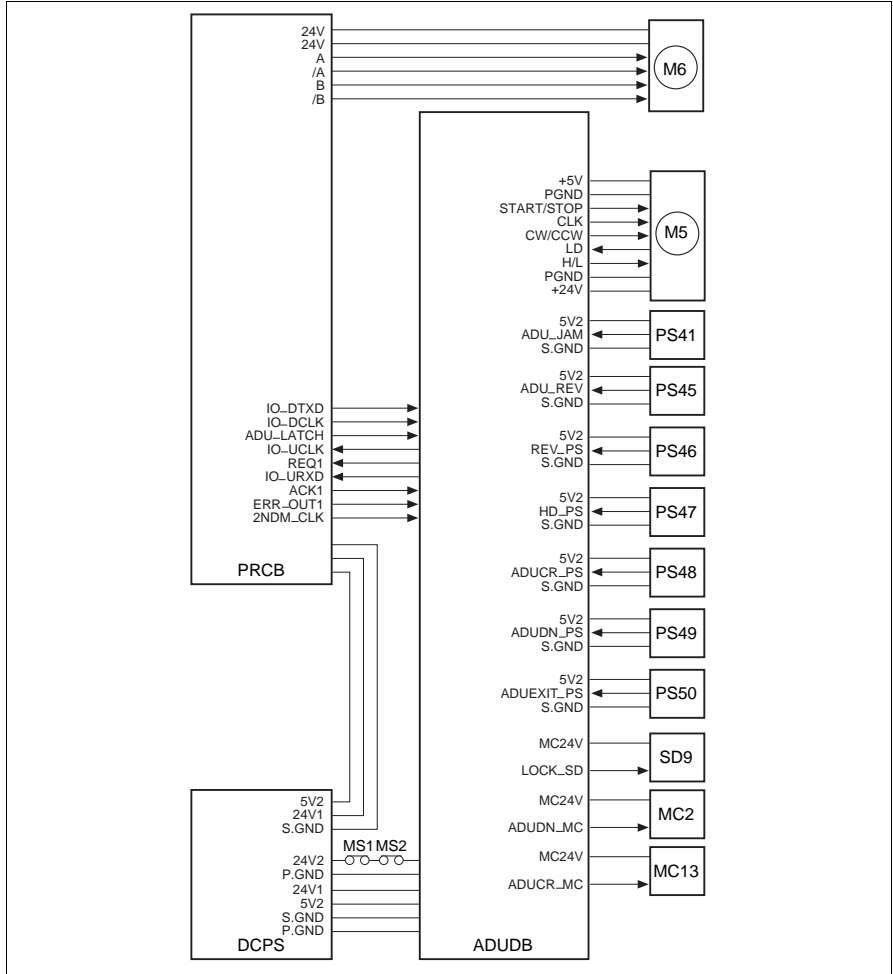 24V
24V
A
/A
B
/B
M6
+5V
PGND
START/STOP
CLK
CW/CCW
LD
H/L
PGND
+24V
M5
5V2
ADU_JAM
S.GND
PS41
5V2
ADU_REV
S.GND
PS45
IO_DTXD
IO_DCLK
ADU_LATCH
IO_UCLK
REQ1
IO_URXD
ACK1
ERR_OUT1
2NDM_CLK
PRCB
5V2
REV_PS
S.GND
PS46
5V2
HD_PS
S.GND
PS47
5V2
ADUCR_PS
S.GND
PS48
5V2
ADUDN_PS
S.GND
PS49
5V2
ADUEXIT_PS
S.GND
PS50
MC24V
LOCK_SD
SD9
MC24V
ADUDN_MC
MC2
MC24V
ADUCR_MC
MC13
5V2
24V1
S.GND
MS1 MS2
24V2
P.GND
24V1
5V2
S.GND
P.GND
DCPS
ADUDB